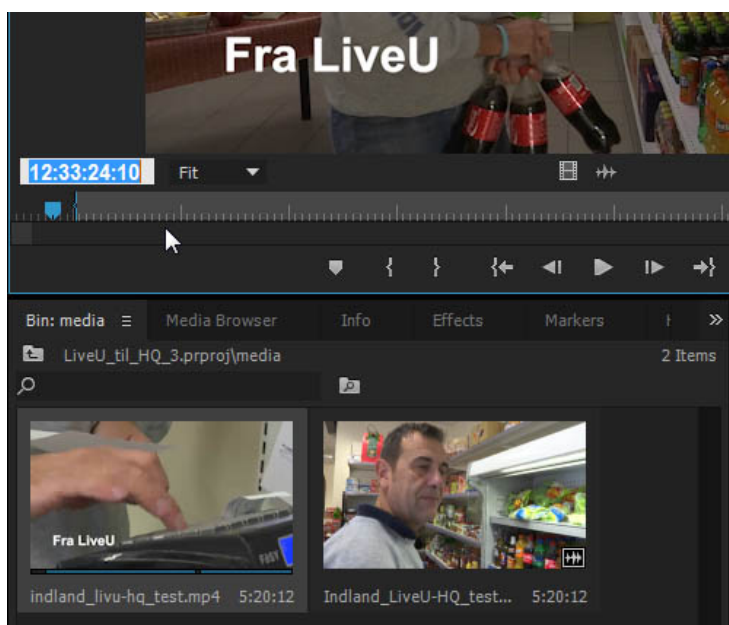 Fra LiveU
12:33:24:10 Fit
Bin: media Media Browser Info Effects Markers
LiveU_til_HQ_3.prproj\media 2 Items
Fra LiveU
EASY
indland_livu-hq_test.mp4 5:20:12 Indland_LiveU-HQ_test... 5:20:12